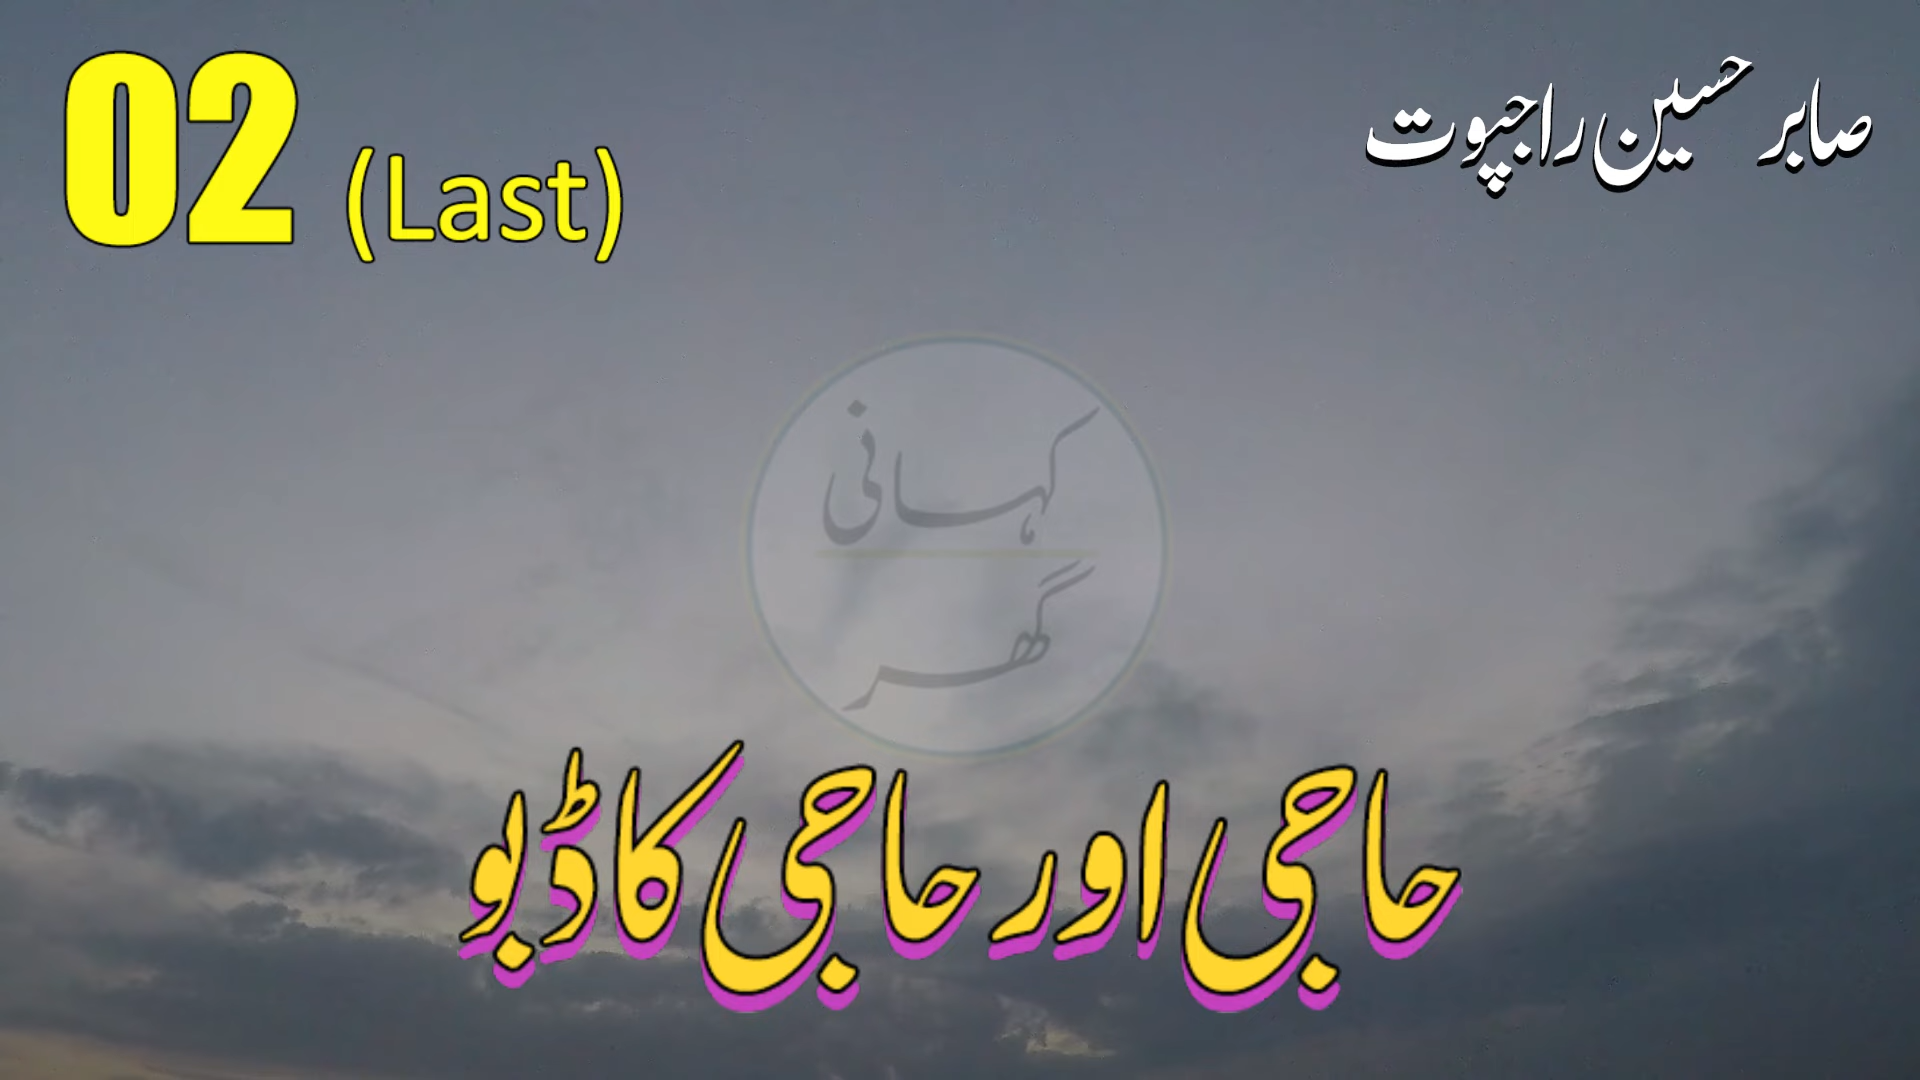 02 (Last)
صابر حسین راجپوت
کہانی
گھر
حاجی اور حاجی کا ڈبو